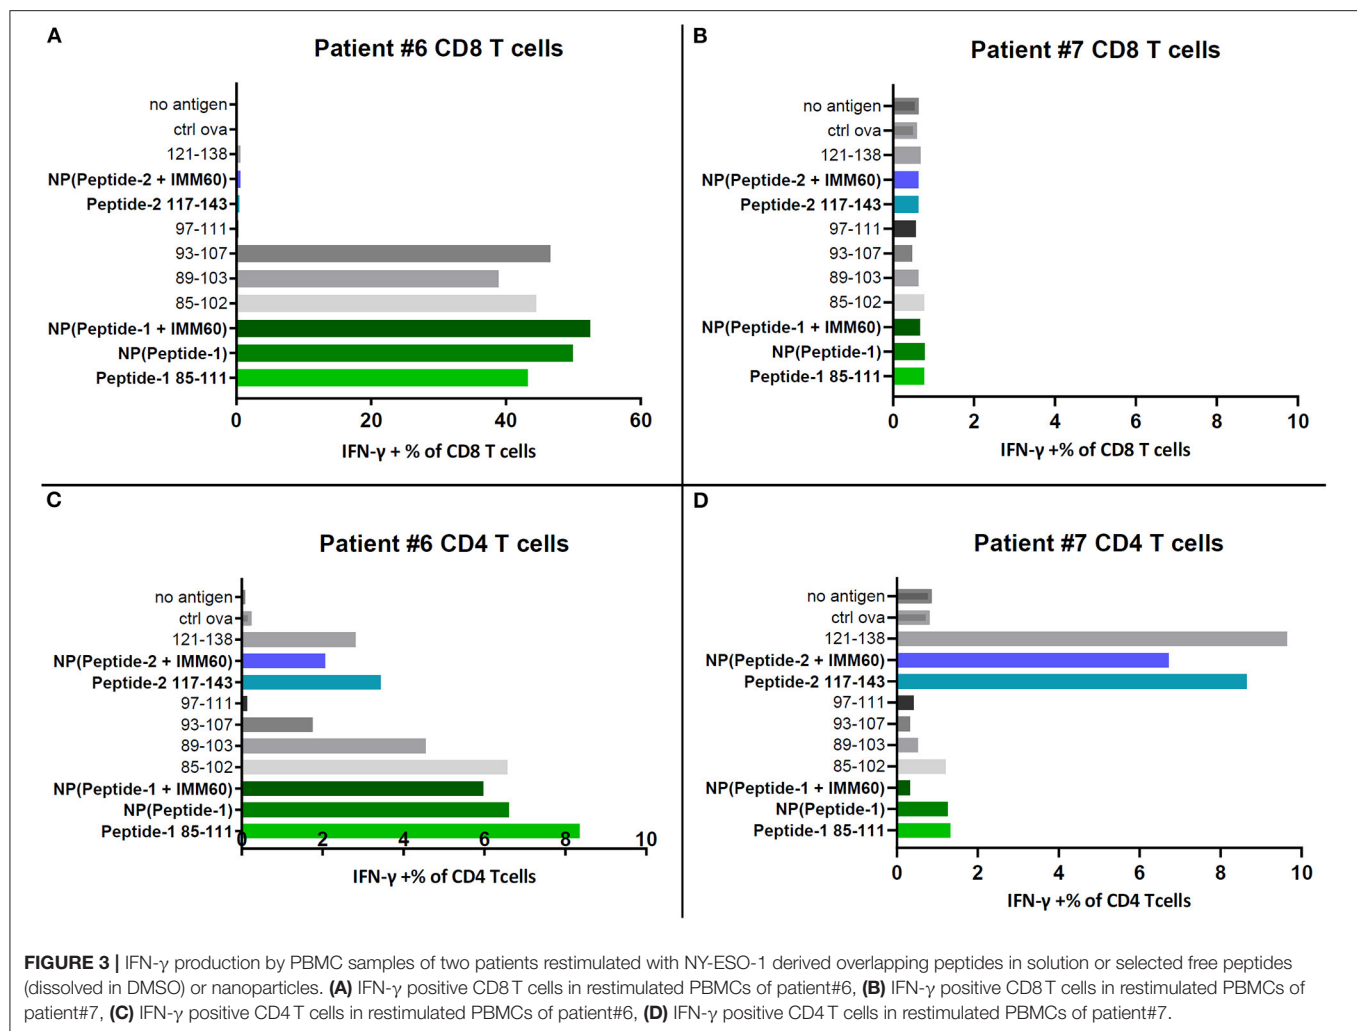 A
Patient #6 CD8 T cells
no antigen
ctrl ova
121-138
NP(Peptide-2 + IMM60)
Peptide-2 117-143
97-111
93-107
89-103
85-102
NP(Peptide-1 + IMM60)
NP(Peptide-1)
Peptide-1 85-111
0 20 40 60
IFN-γ + % of CD8 T cells
B
Patient #7 CD8 T cells
no antigen
ctrl ova
121-138
NP(Peptide-2 + IMM60)
Peptide-2 117-143
97-111
93-107
89-103
85-102
NP(Peptide-1 + IMM60)
NP(Peptide-1)
Peptide-1 85-111
0 2 4 6 8 10
IFN-γ +% of CD8 T cells
C
Patient #6 CD4 T cells
no antigen
ctrl ova
121-138
NP(Peptide-2 + IMM60)
Peptide-2 117-143
97-111
93-107
89-103
85-102
NP(Peptide-1 + IMM60)
NP(Peptide-1)
Peptide-1 85-111
0 2 4 6 8 10
IFN-γ +% of CD4 Tcells
D
Patient #7 CD4 T cells
no antigen
ctrl ova
121-138
NP(Peptide-2 + IMM60)
Peptide-2 117-143
97-111
93-107
89-103
85-102
NP(Peptide-1 + IMM60)
NP(Peptide-1)
Peptide-1 85-111
0 2 4 6 8 10
IFN-γ +% of CD4 Tcells
FIGURE 3 | IFN-γ production by PBMC samples of two patients restimulated with NY-ESO-1 derived overlapping peptides in solution or selected free peptides
(dissolved in DMSO) or nanoparticles. (A) IFN-γ positive CD8 T cells in restimulated PBMCs of patient#6, (B) IFN-γ positive CD8 T cells in restimulated PBMCs of
patient#7, (C) IFN-γ positive CD4 T cells in restimulated PBMCs of patient#6, (D) IFN-γ positive CD4 T cells in restimulated PBMCs of patient#7.